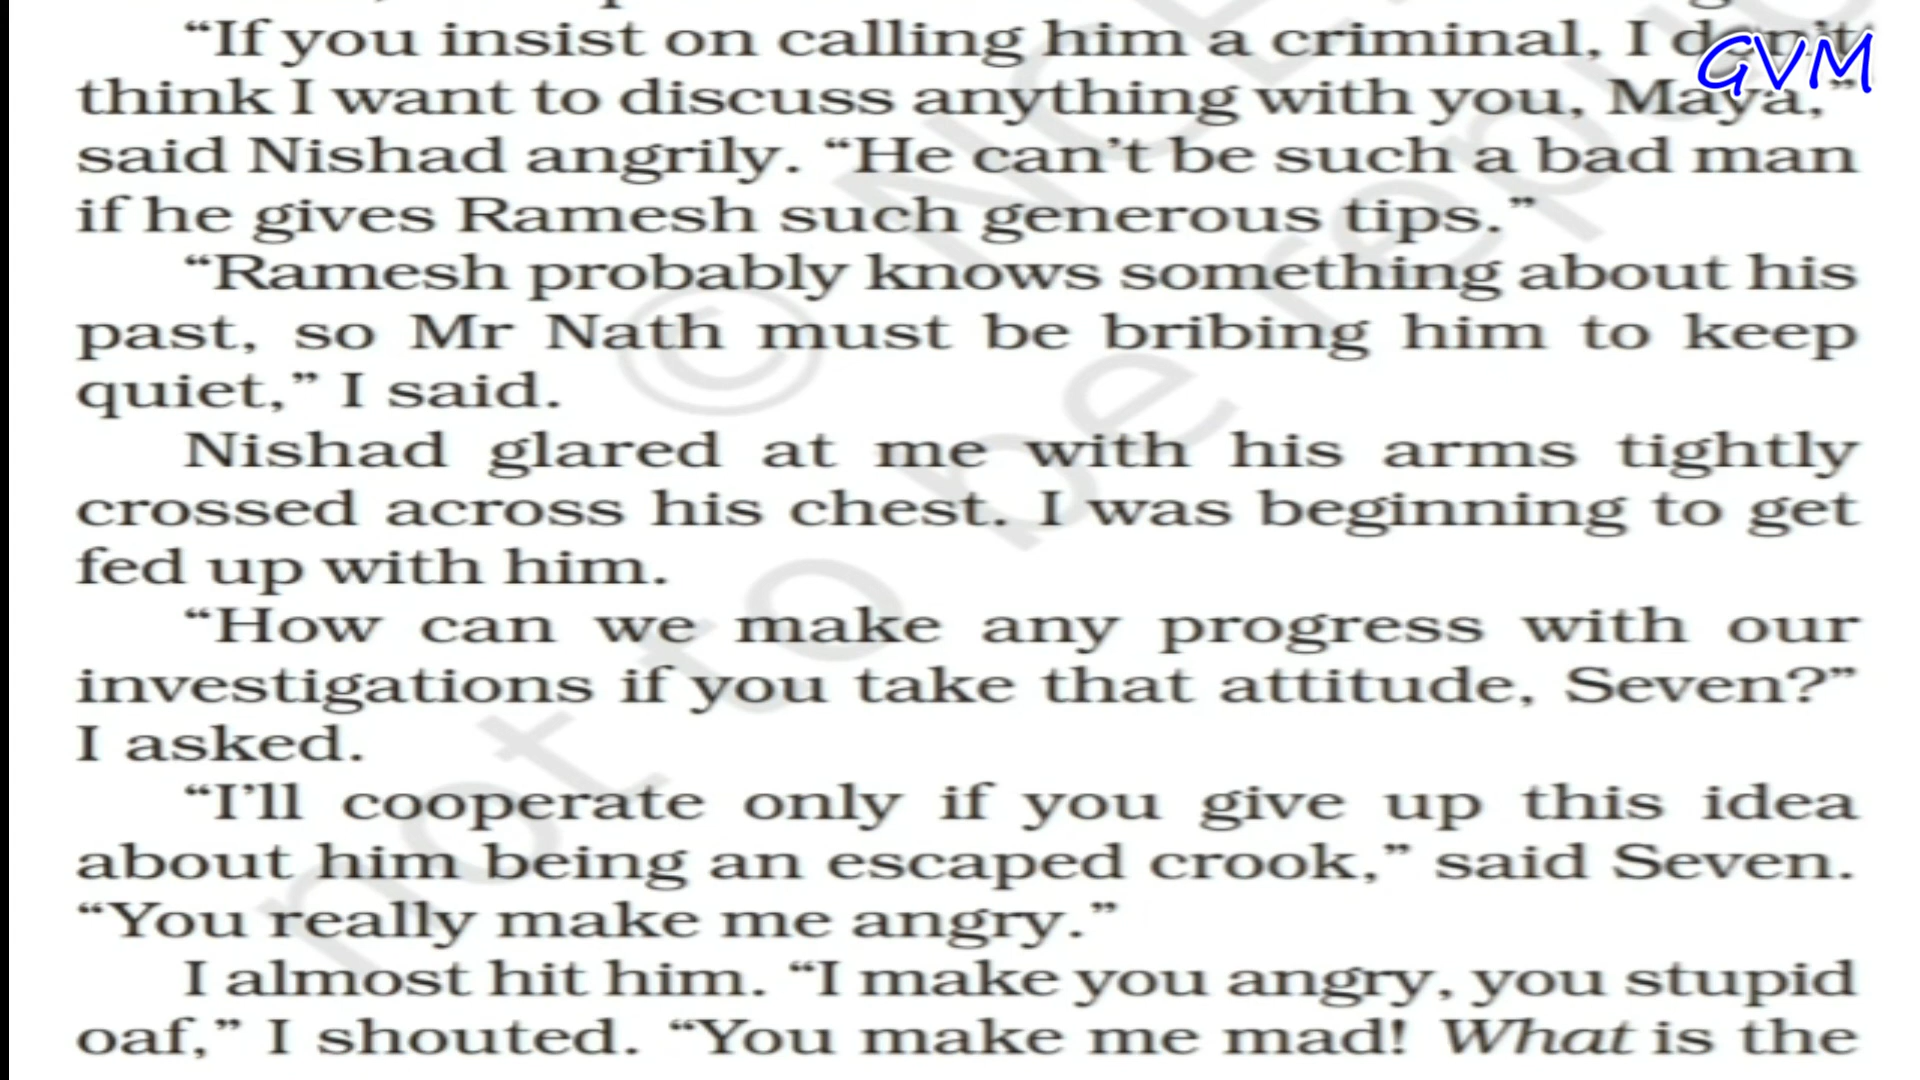 “If you insist on calling him a criminal, I don’t
GVM
think I want to discuss anything with you, Maya,”
said Nishad angrily. “He can’t be such a bad man
if he gives Ramesh such generous tips.”
“Ramesh probably knows something about his
past, so Mr Nath must be bribing him to keep
quiet,” I said.
Nishad glared at me with his arms tightly
crossed across his chest. I was beginning to get
fed up with him.
“How can we make any progress with our
investigations if you take that attitude, Seven?”
I asked.
“I’ll cooperate only if you give up this idea
about him being an escaped crook,” said Seven.
“You really make me angry.”
I almost hit him. “I make you angry, you stupid
oaf,” I shouted. “You make me mad! What is the
©
not to be